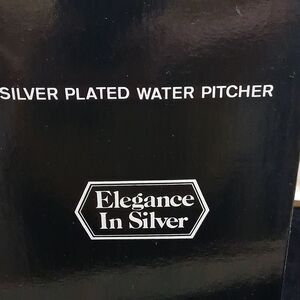 SILVER PLATED WATER PITCHER
Elegance
In Silver